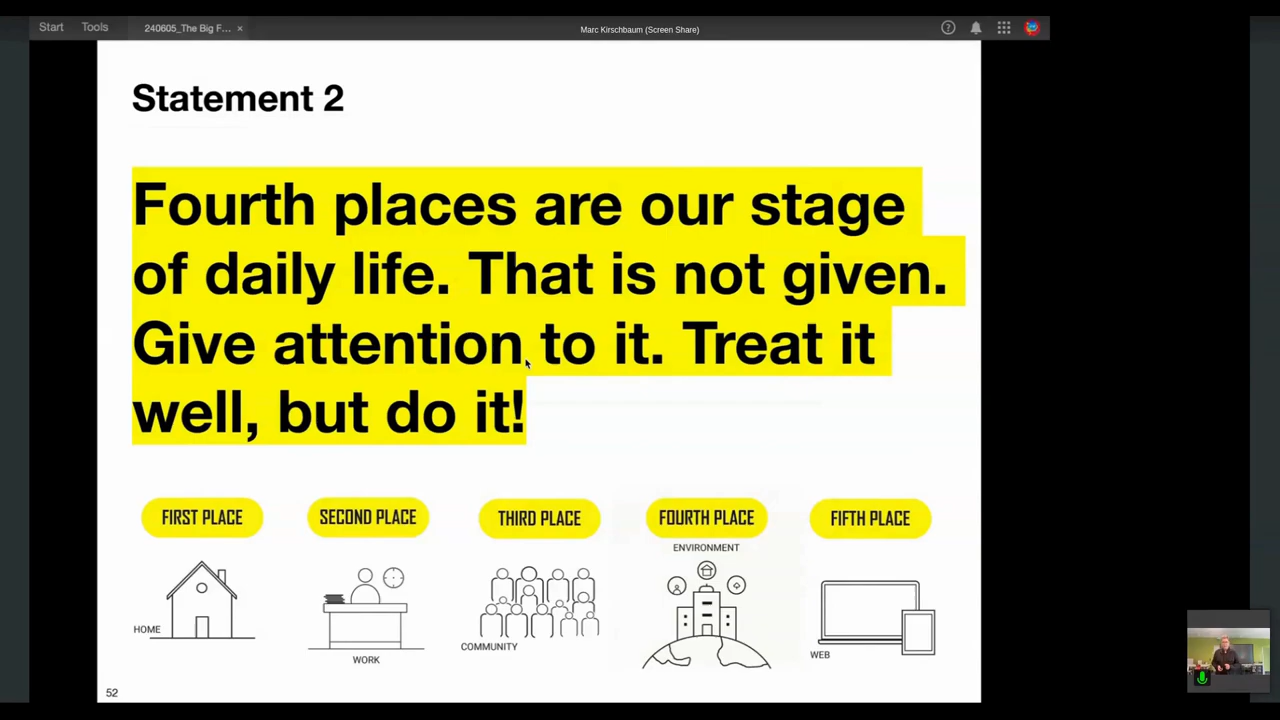 Start Tools 240605_The Big F... × Marc Kirschbaum (Screen Share)
Statement 2
Fourth places are our stage
of daily life. That is not given.
Give attention to it. Treat it
well, but do it!
FIRST PLACE SECOND PLACE THIRD PLACE FOURTH PLACE FIFTH PLACE
ENVIRONMENT
HOME
COMMUNITY
WEB
WORK
52